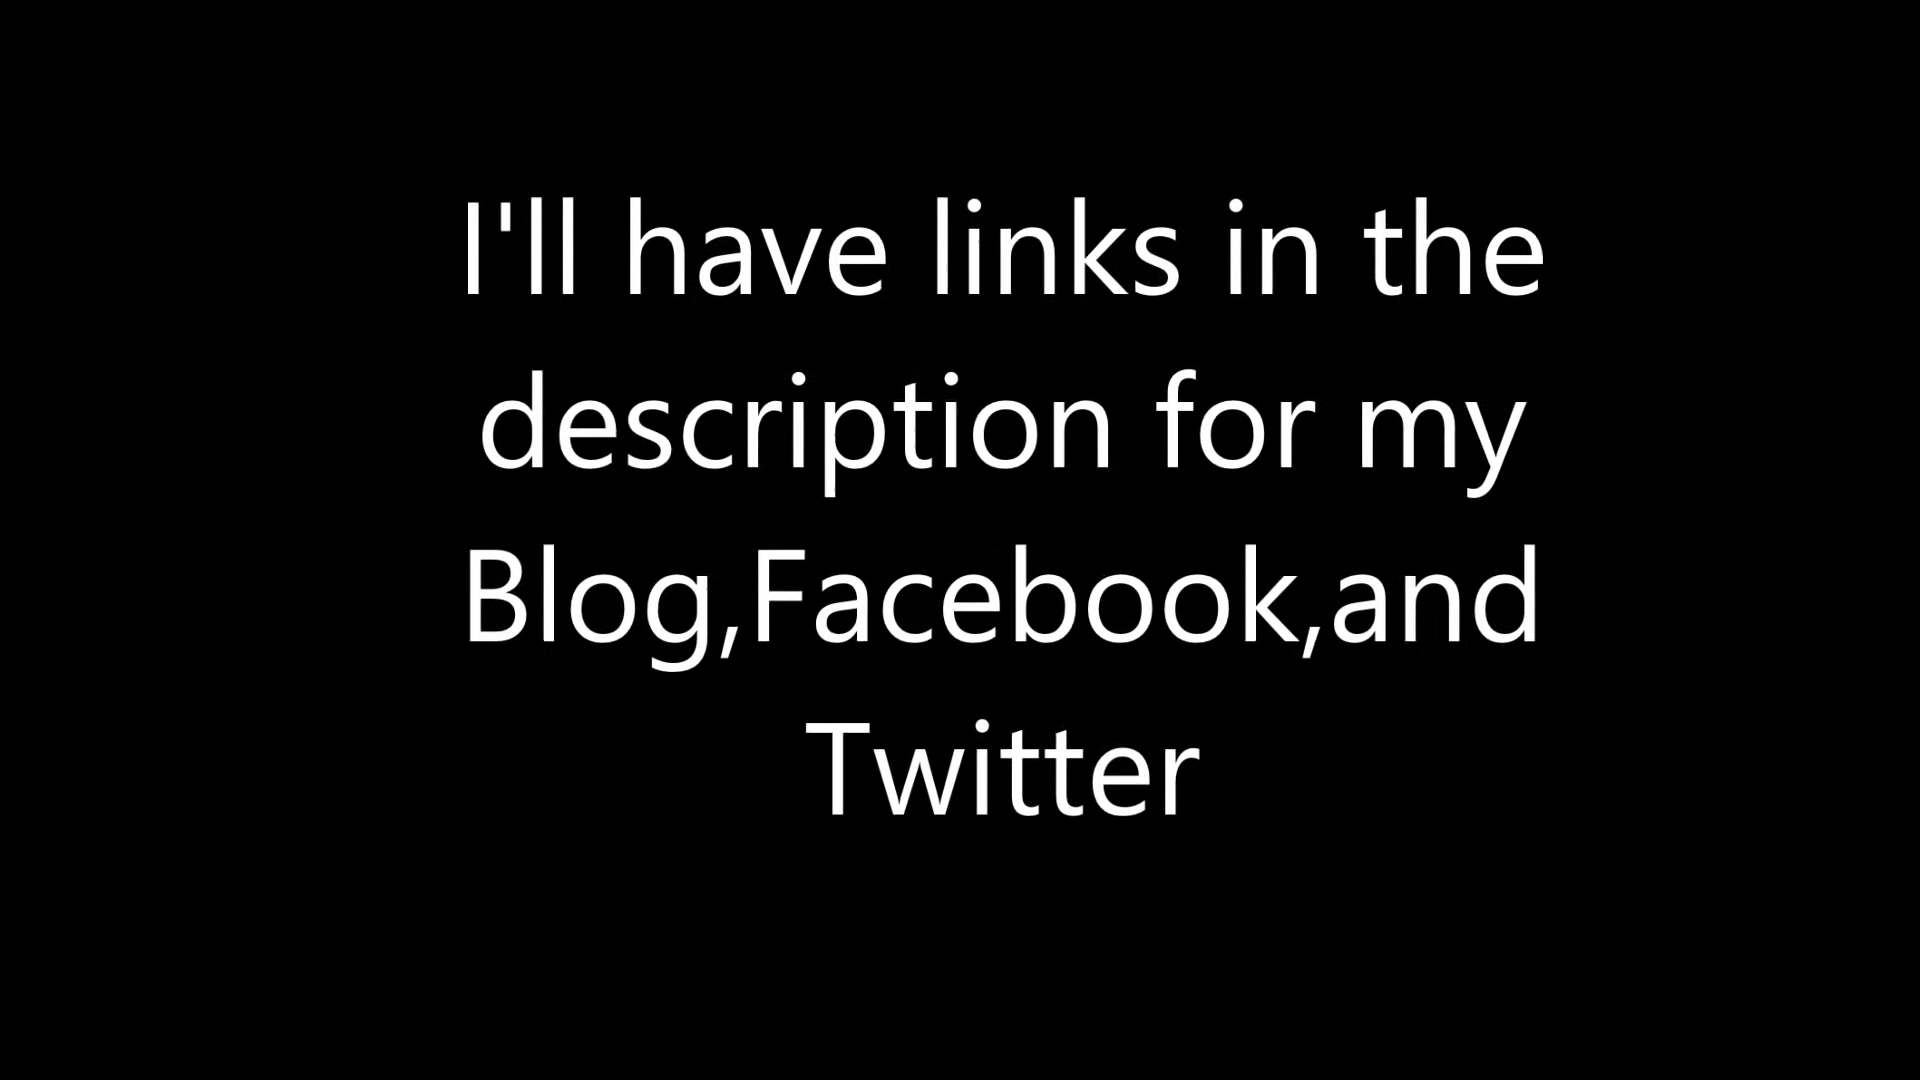 I'll have links in the
description for my
Blog,Facebook,and
Twitter